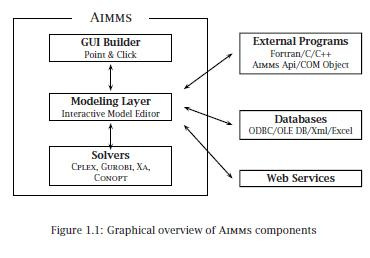 AIMMS
GUI Builder
Point & Click
Modeling Layer
Interactive Model Editor
Solvers
CPLEX, GUROBI, XA,
CONOPT
External Programs
Fortran/C/C++
AIMMS Api/COM Object
Databases
ODBC/OLE DB/Xml/Excel
Web Services
Figure 1.1: Graphical overview of AIMMS components